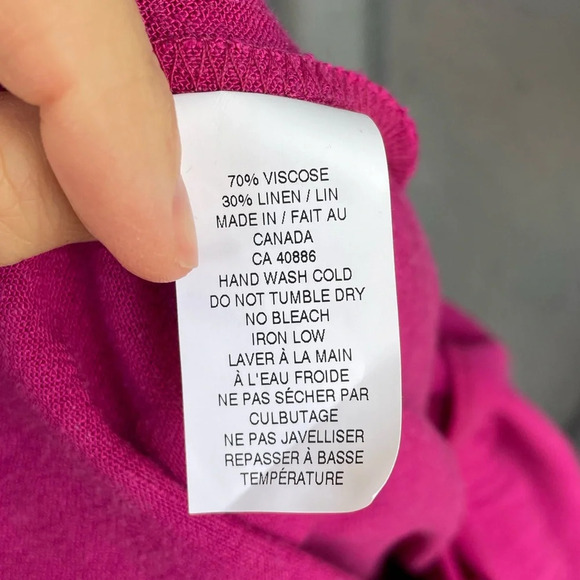 70% VISCOSE
30% LINEN / LIN
MADE IN / FAIT AU
CANADA
CA 40886
HAND WASH COLD
DO NOT TUMBLE DRY
NO BLEACH
IRON LOW
LAVER À LA MAIN
À L'EAU FROIDE
NE PAS SÉCHER PAR
CULBUTAGE
NE PAS JAVELLISER
REPASSER À BASSE
TEMPÉRATURE